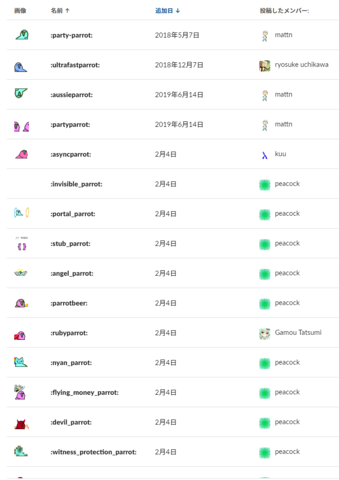 画像 名前 ↑ 追加日 ↓ 投稿したメンバー:
:party-parrot: 2018年5月7日 mattn
:ultrafastparrot: 2018年12月7日 ryosuke uchikawa
:aussieparrot: 2019年6月14日 mattn
:partyparrot: 2019年6月14日 mattn
:asyncparrot: 2月4日 kuu
:invisible_parrot: 2月4日 peacock
:portal_parrot: 2月4日 peacock
:stub_parrot: 2月4日 peacock
:angel_parrot: 2月4日 peacock
:parrotbeer: 2月4日 peacock
:rubyparrot: 2月4日 Gamou Tatsumi
:nyan_parrot: 2月4日 peacock
:flying_money_parrot: 2月4日 peacock
:devil_parrot: 2月4日 peacock
:witness_protection_parrot: 2月4日 peacock